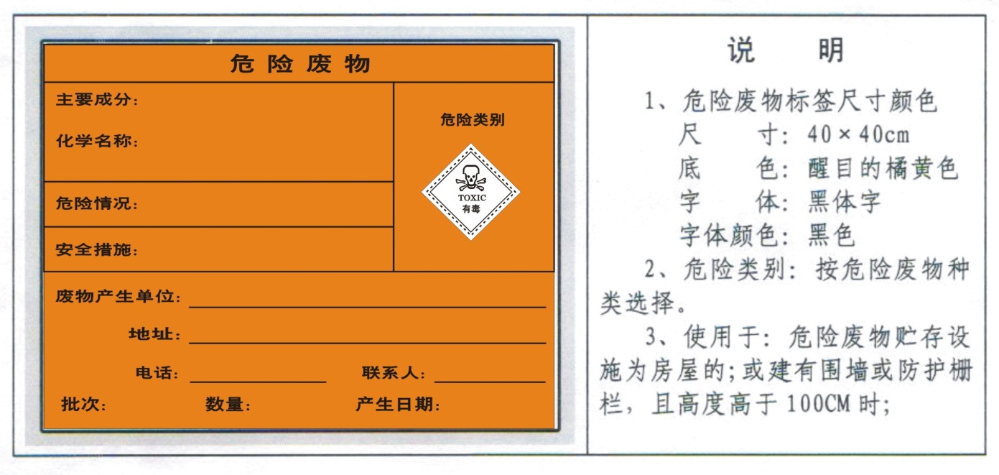 危险废物
主要成分：
化学名称：
危险类别
TOXIC
有毒
危险情况：
安全措施：
废物产生单位：
地址：
电话： 联系人：
批次： 数量： 产生日期：
说 明
1、危险废物标签尺寸颜色
尺 寸：40×40cm
底 色：醒目的橘黄色
字 体：黑体字
字体颜色：黑色
2、危险类别：按危险废物种
类选择。
3、使用于：危险废物贮存设
施为房屋的；或建有围墙或防护栅
栏，且高度高于100CM时；